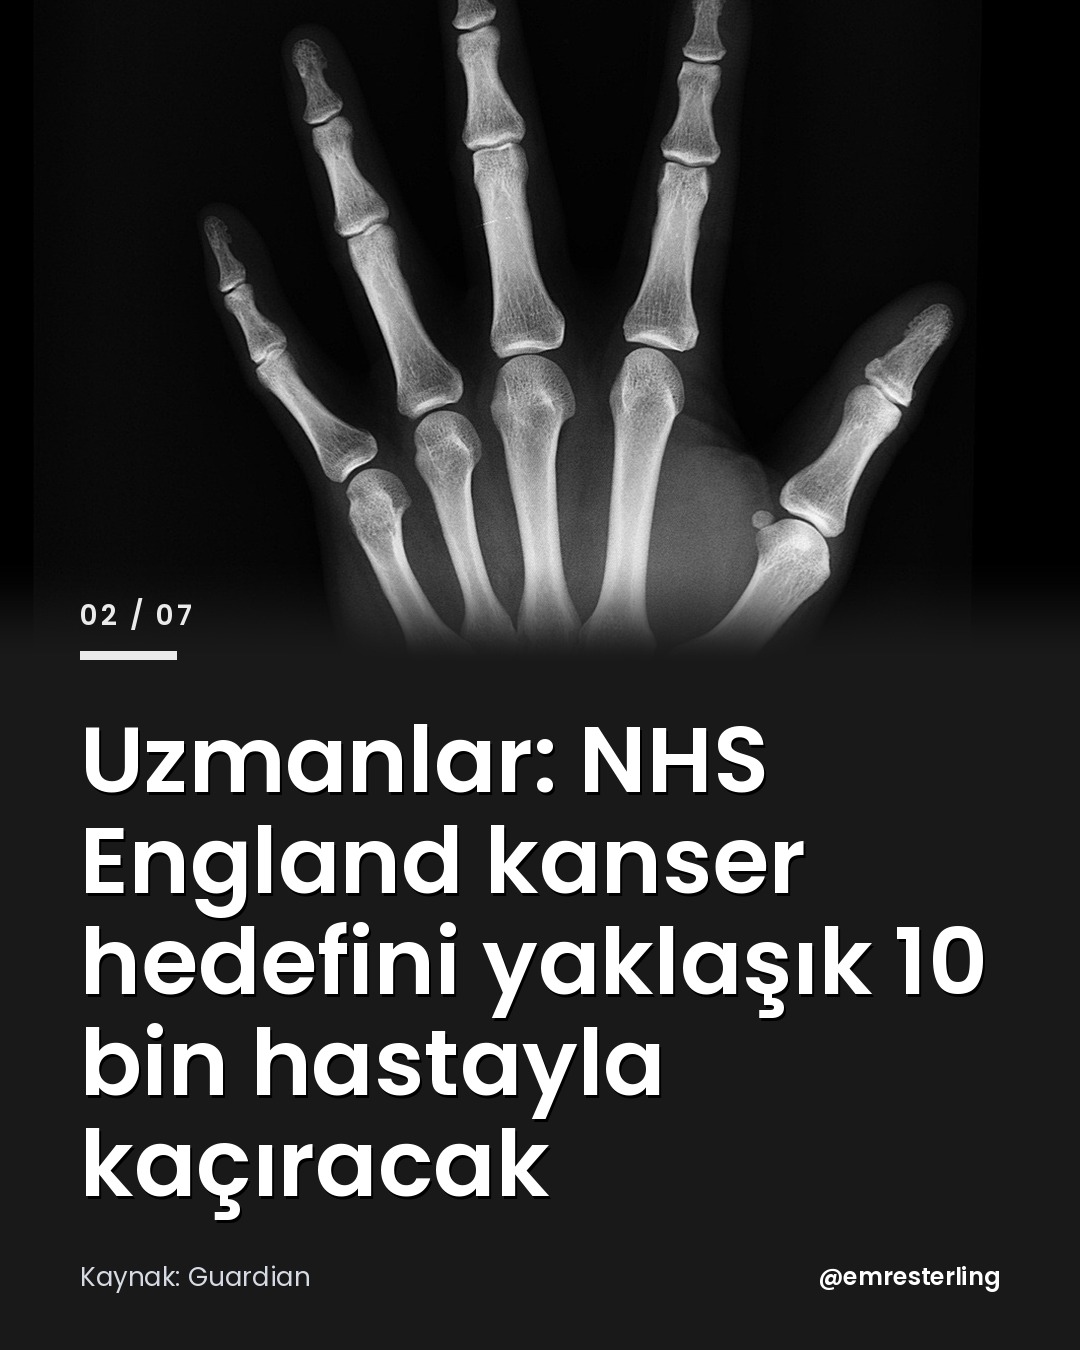 02 / 07
Uzmanlar: NHS
England kanser
hedefini yaklaşık 10
bin hastayla
kaçıracak
Kaynak: Guardian
@emresterling